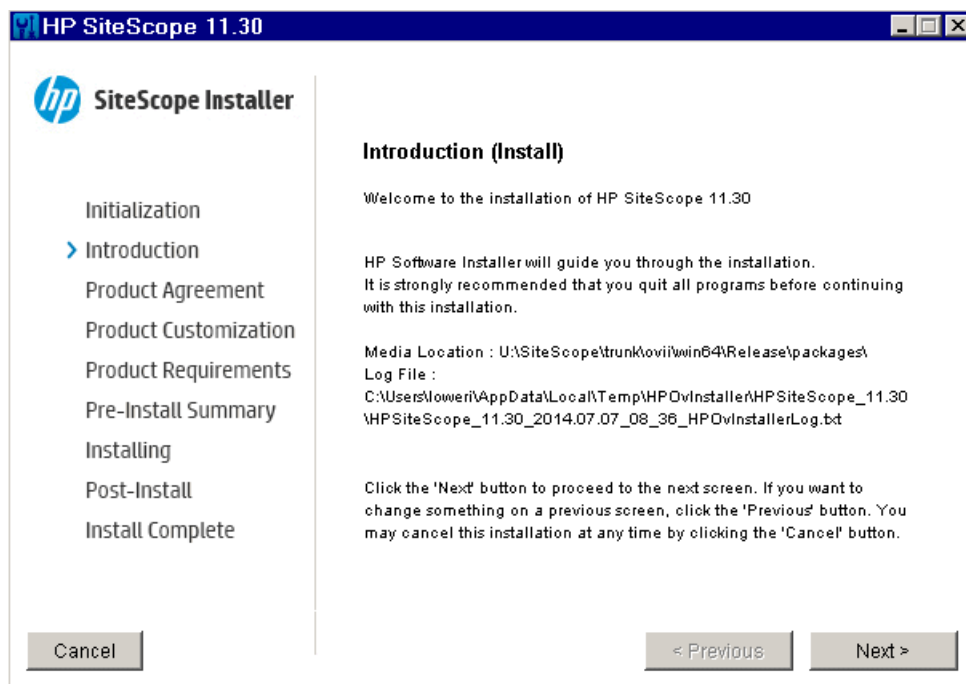 HP SiteScope 11.30
hp SiteScope Installer
Initialization
Introduction
Product Agreement
Product Customization
Product Requirements
Pre-Install Summary
Installing
Post-Install
Install Complete
Introduction (Install)
Welcome to the installation of HP SiteScope 11.30
HP Software Installer will guide you through the installation.
It is strongly recommended that you quit all programs before continuing
with this installation.
Media Location : U:\SiteScope\trunk\ovii\win64\Release\packages\
Log File :
C:\Users\loweri\AppData\Local\Temp\HPOvInstaller\HPSiteScope_11.30
\HPSiteScope_11.30_2014.07.07_08_36_HPOvInstallerLog.txt
Click the 'Next' button to proceed to the next screen. If you want to
change something on a previous screen, click the 'Previous' button. You
may cancel this installation at any time by clicking the 'Cancel' button.
Cancel
< Previous
Next >